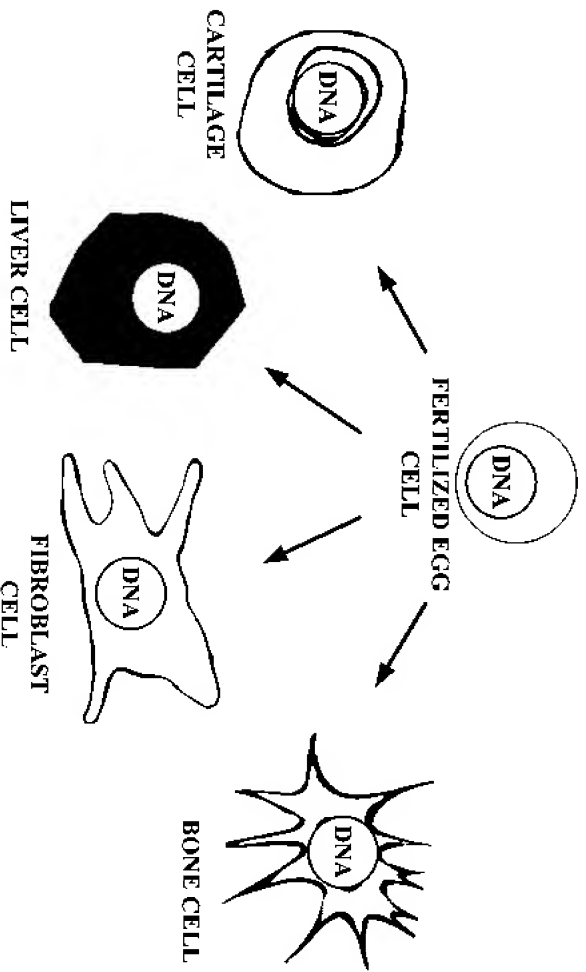 DNA
FERTILIZED EGG
CELL
DNA
CARTILAGE
CELL
DNA
LIVER CELL
DNA
FIBROBLAST
CELL
DNA
BONE CELL